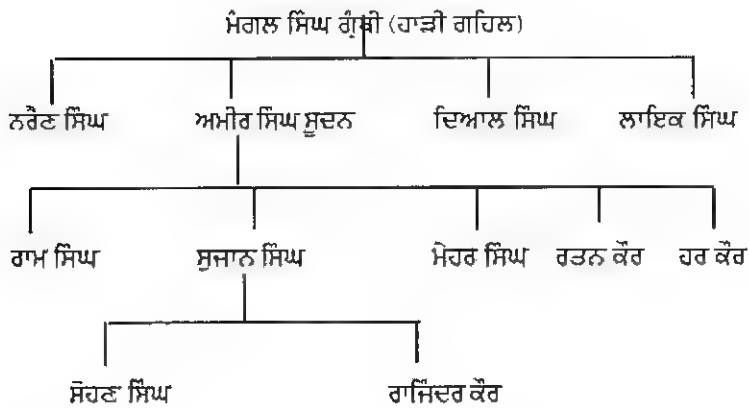 ਮੰਗਲ ਸਿੰਘ ਗ੍ਰੰਥੀ (ਹਾੜੀ ਗਹਿਲ)
ਨਰੈਣ ਸਿੰਘ ਅਮੀਰ ਸਿੰਘ ਸੂਦਨ ਦਿਆਲ ਸਿੰਘ ਲਾਇਕ ਸਿੰਘ
ਰਾਮ ਸਿੰਘ ਸੁਜਾਨ ਸਿੰਘ ਮੇਹਰ ਸਿੰਘ ਰਤਨ ਕੌਰ ਹਰ ਕੌਰ
ਸੋਹਣ ਸਿੰਘ ਰਾਜਿੰਦਰ ਕੌਰ